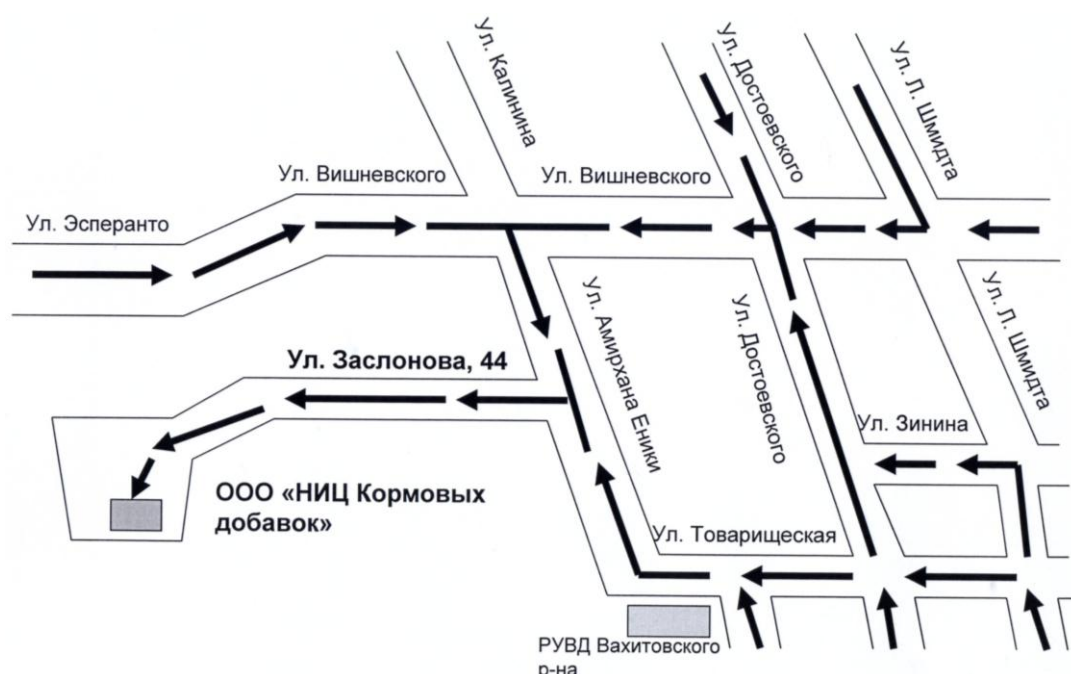 Ул. Калинина
Ул. Достоевского
Ул. Л. Шмидта
Ул. Вишневского
Ул. Вишневского
Ул. Эсперанто
Ул. Амирхана Еники
Ул. Достоевского
Ул. Л. Шмидта
Ул. Заслонова, 44
Ул. Зинина
ООО «НИЦ Кормовых
добавок»
Ул. Товарищеская
РУВД Вахитовского
р-на